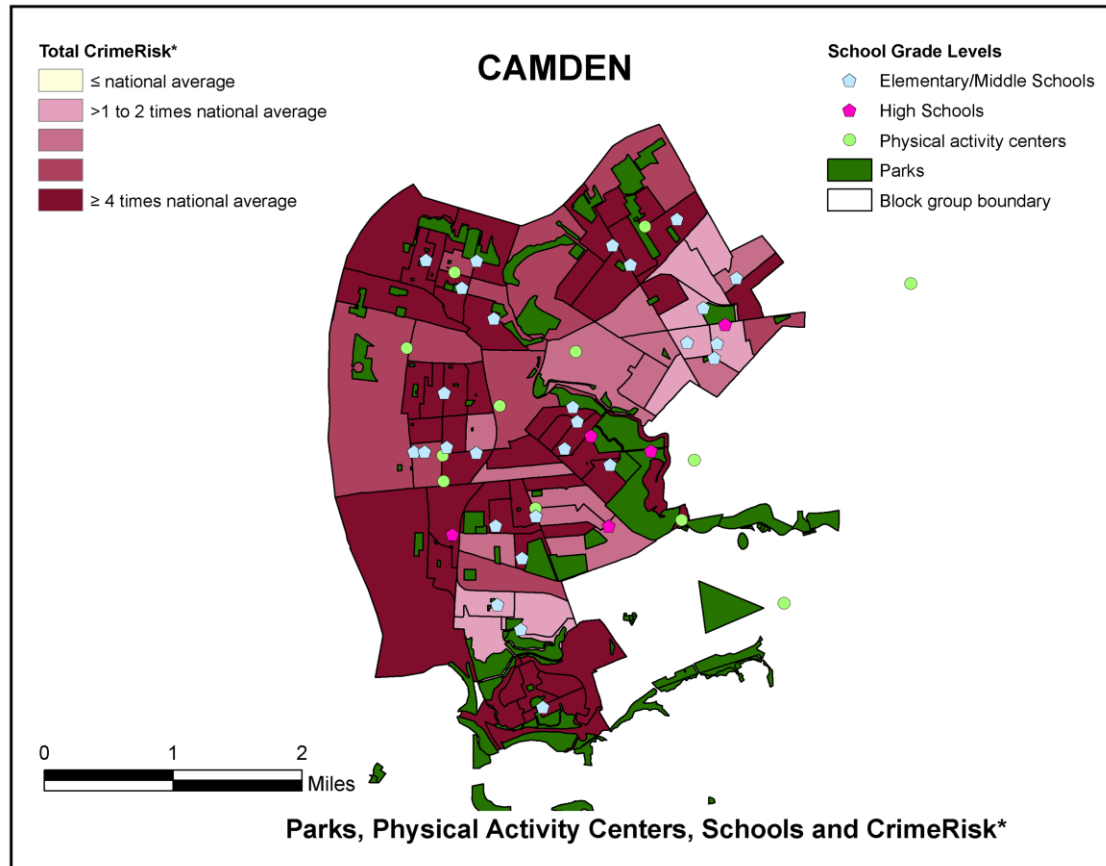 CAMDEN
Total CrimeRisk*
≤ national average
>1 to 2 times national average
≥ 4 times national average
School Grade Levels
Elementary/Middle Schools
High Schools
Physical activity centers
Parks
Block group boundary
0 1 2
Miles
Parks, Physical Activity Centers, Schools and CrimeRisk*